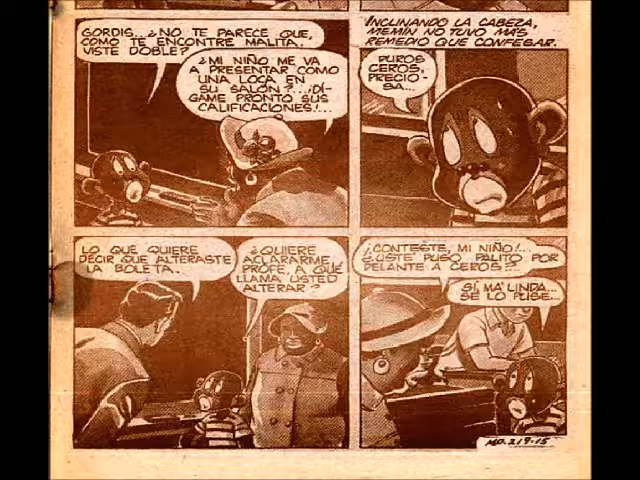 GORDIS.. ¿NO TE PARECE QUE,
COMO TE ENCONTRÉ MALITA.
VISTE DOBLE?
¿MI NIÑO ME VA
A PRESENTAR COMO
UNA LOCA EN
SU SALÓN?...¡DÍ-
GAME PRONTO SUS
CALIFICACIONES!...
INCLINANDO LA CABEZA,
MEMÍN NO TUVO MÁS
REMEDIO QUE CONFESAR.
PUROS
CEROS,
PRECIO-
SA...
LO QUE QUIERE
DECIR QUE ALTERASTE
LA BOLETA.
¿QUIERE
ACLARARME,
PROFE, A QUÉ
LLAMA USTED
ALTERAR?
¡CONTESTE, MI NIÑO!...
¿USTÉ PUSO PALITO POR
DELANTE A CEROS?...
SÍ, MA'LINDA...
SE LO PUSE...
MP. 219-15